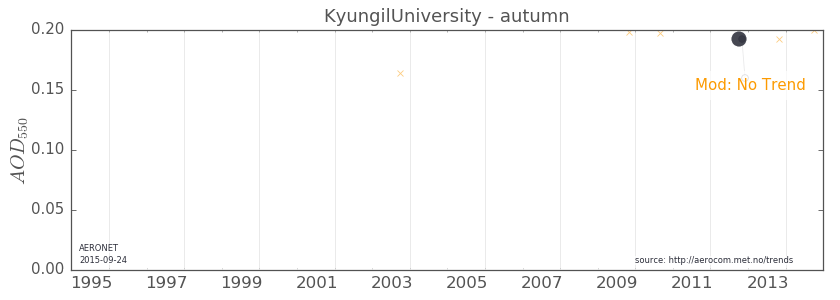 KyungilUniversity - autumn
0.20
0.15
0.10
0.05
0.00
AOD550
Mod: No Trend
AERONET
2015-09-24
source: http://aerocom.met.no/trends
1995 1997 1999 2001 2003 2005 2007 2009 2011 2013